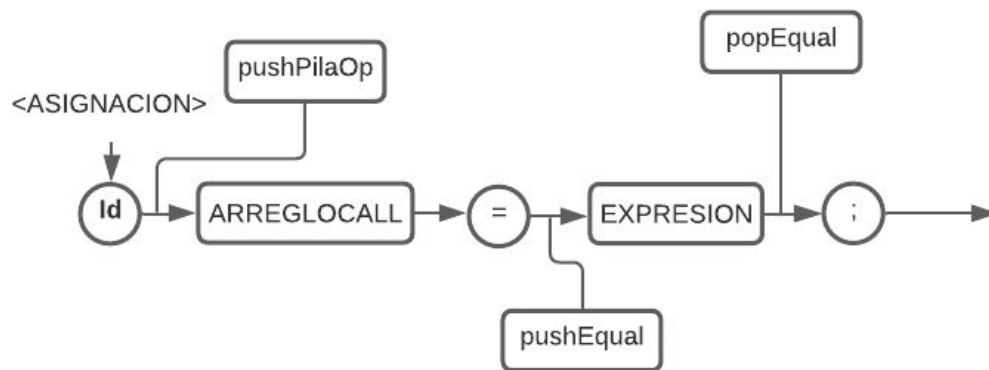 popEqual
pushPilaOp
<ASIGNACION>
Id
ARREGLOCALL
=
EXPRESION
;
pushEqual